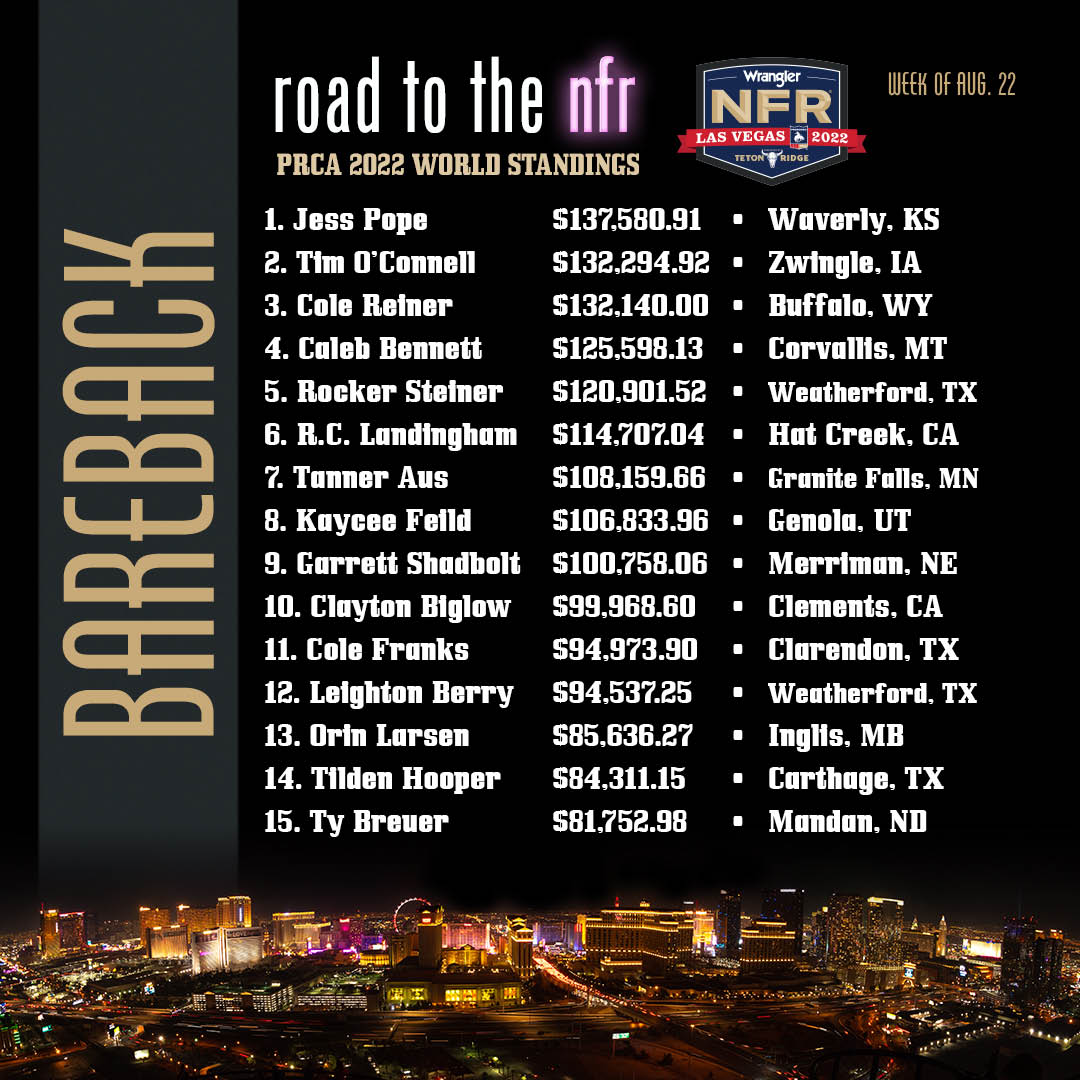 road to the nfr
PRCA 2022 WORLD STANDINGS
Wrangler
NFR
LAS VEGAS 2022
TETON RIDGE
WEEK OF AUG. 22
BAREBACK
1. Jess Pope $137,580.91 • Waverly, KS
2. Tim O'Connell $132,294.92 • Zwingle, IA
3. Cole Reiner $132,140.00 • Buffalo, WY
4. Caleb Bennett $125,598.13 • Corvallis, MT
5. Rocker Steiner $120,901.52 • Weatherford, TX
6. R.C. Landingham $114,707.04 • Hat Creek, CA
7. Tanner Aus $108,159.66 • Granite Falls, MN
8. Kaycee Feild $106,833.96 • Genola, UT
9. Garrett Shadbolt $100,758.06 • Merriman, NE
10. Clayton Biglow $99,968.60 • Clements, CA
11. Cole Franks $94,973.90 • Clarendon, TX
12. Leighton Berry $94,537.25 • Weatherford, TX
13. Orin Larsen $85,636.27 • Inglis, MB
14. Tilden Hooper $84,311.15 • Carthage, TX
15. Ty Breuer $81,752.98 • Mandan, ND